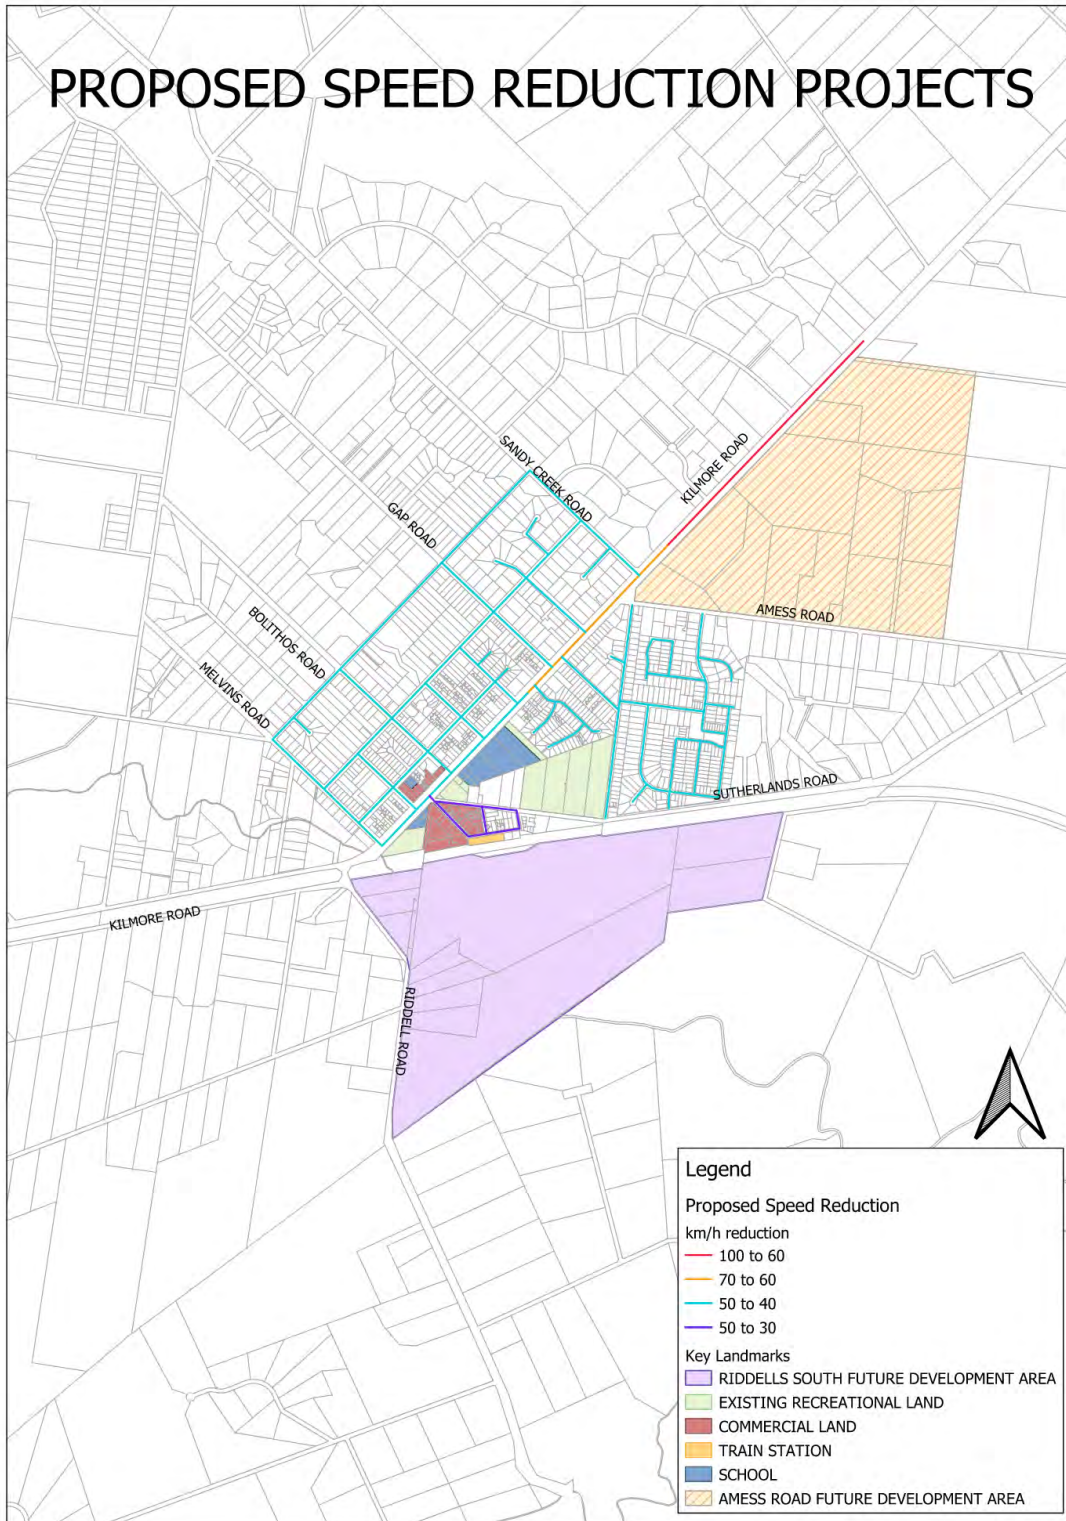 PROPOSED SPEED REDUCTION PROJECTS
KILMORE ROAD
SANDY CREEK ROAD
GAP ROAD
BOLITHOS ROAD
MELVINS ROAD
AMESS ROAD
SUTHERLANDS ROAD
KILMORE ROAD
RIDDELL ROAD
Legend
Proposed Speed Reduction
km/h reduction
100 to 60
70 to 60
50 to 40
50 to 30
Key Landmarks
RIDDELLS SOUTH FUTURE DEVELOPMENT AREA
EXISTING RECREATIONAL LAND
COMMERCIAL LAND
TRAIN STATION
SCHOOL
AMESS ROAD FUTURE DEVELOPMENT AREA